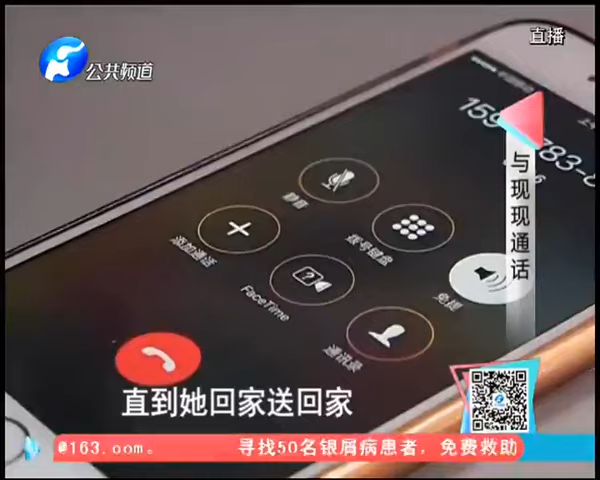 公共频道
直播
与现现通话
静音
拨号键盘
免提
添加通话
FaceTime
通讯录
直到她回家送回家
@163.com。 寻找50名银屑病患者，免费救助